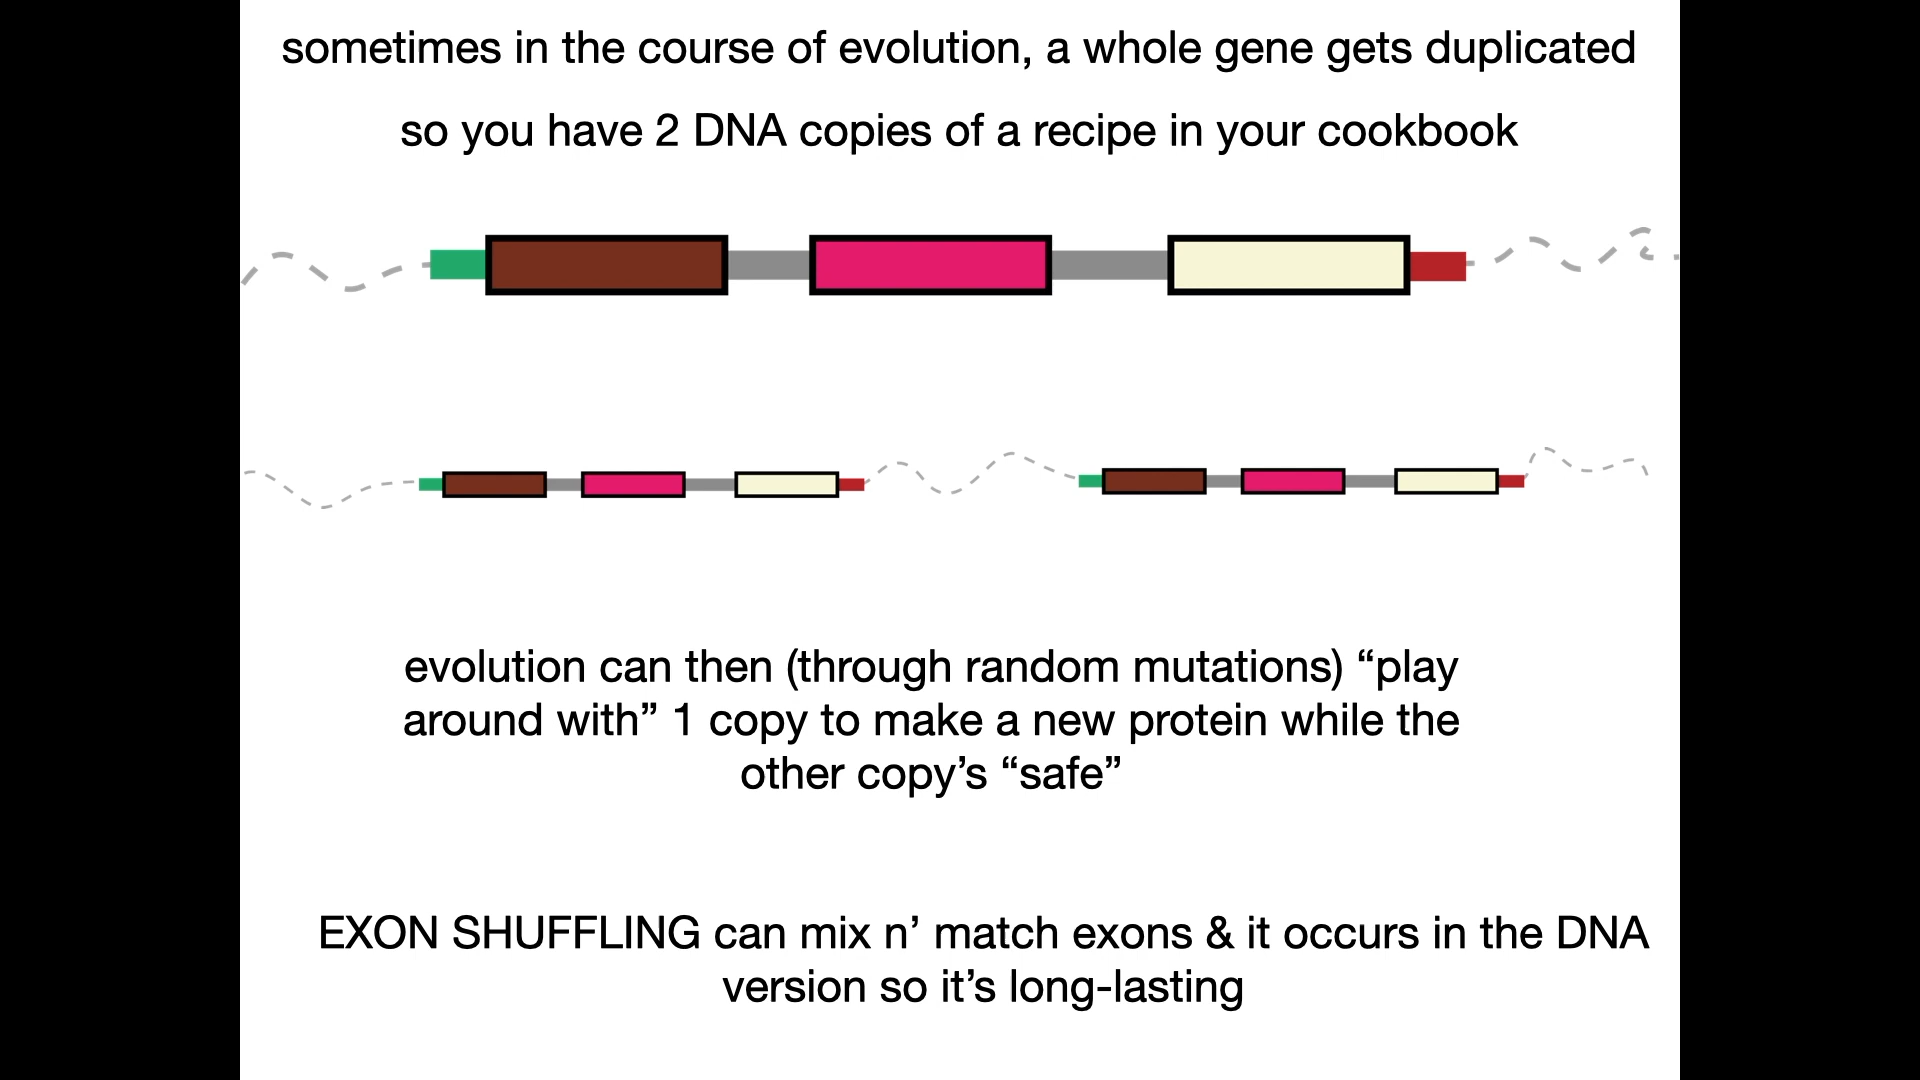 sometimes in the course of evolution, a whole gene gets duplicated
so you have 2 DNA copies of a recipe in your cookbook
evolution can then (through random mutations) “play
around with” 1 copy to make a new protein while the
other copy’s “safe”
EXON SHUFFLING can mix n’ match exons & it occurs in the DNA
version so it’s long-lasting